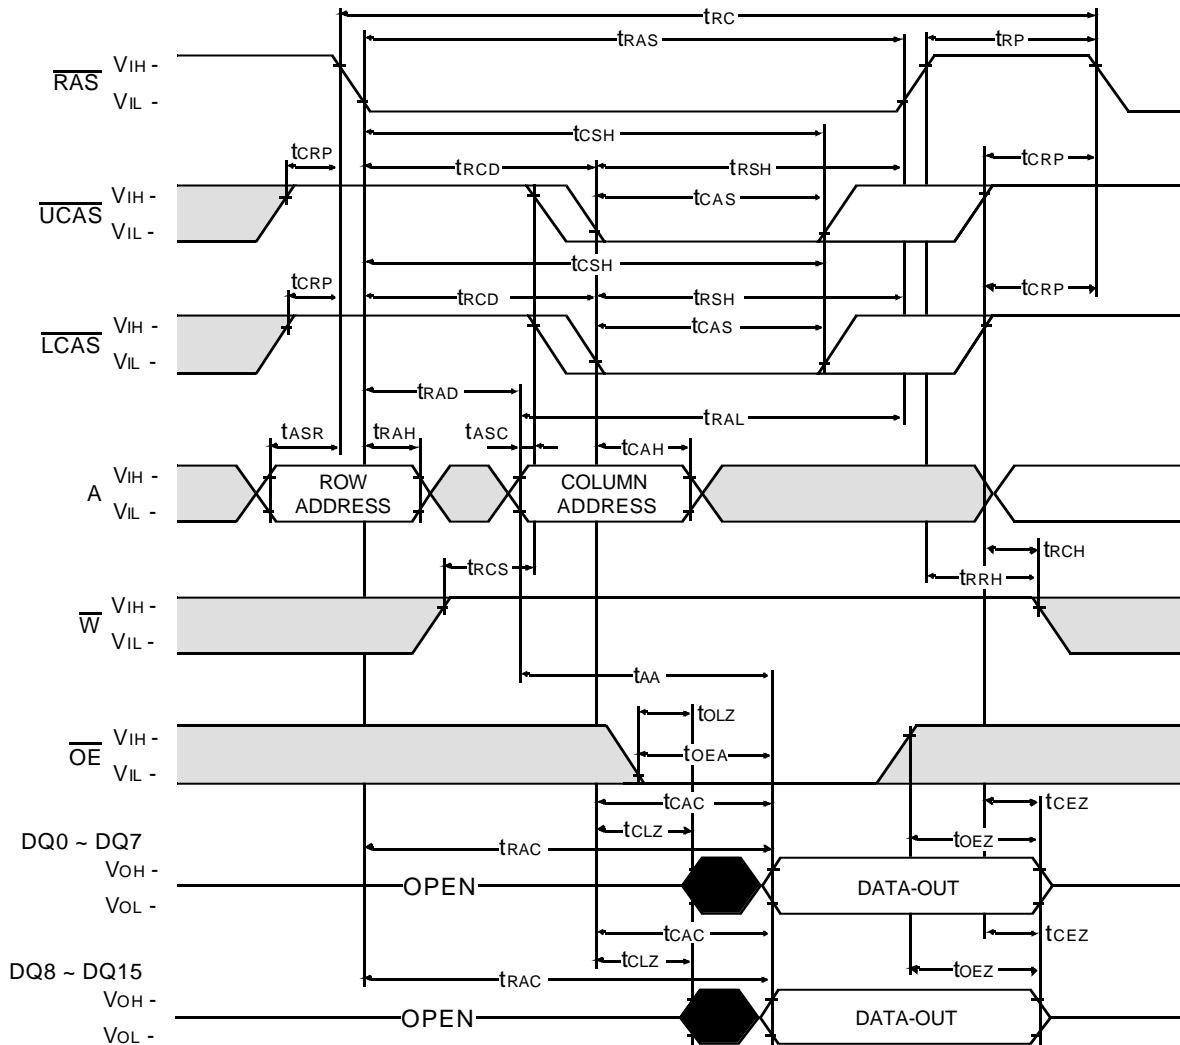 tRC
tRAS
tRP
RAS
VIH -
VIL -
tCSH
tCRP
tRCD
tRSH
tCRP
UCAS
VIH -
VIL -
tCAS
tCSH
tCRP
tRCD
tRSH
tCRP
LCAS
VIH -
VIL -
tCAS
tRAD
tRAL
tASR
tRAH
tASC
tCAH
A
VIH -
VIL -
ROW
ADDRESS
COLUMN
ADDRESS
tRCS
tRCH
tRRH
W
VIH -
VIL -
tAA
tOLZ
OE
VIH -
VIL -
tOEA
tCAC
tCEZ
tCLZ
tOEZ
tRAC
DQ0 ~ DQ7
VOH -
VOL -
OPEN
DATA-OUT
tCAC
tCEZ
tCLZ
tOEZ
tRAC
DQ8 ~ DQ15
VOH -
VOL -
OPEN
DATA-OUT